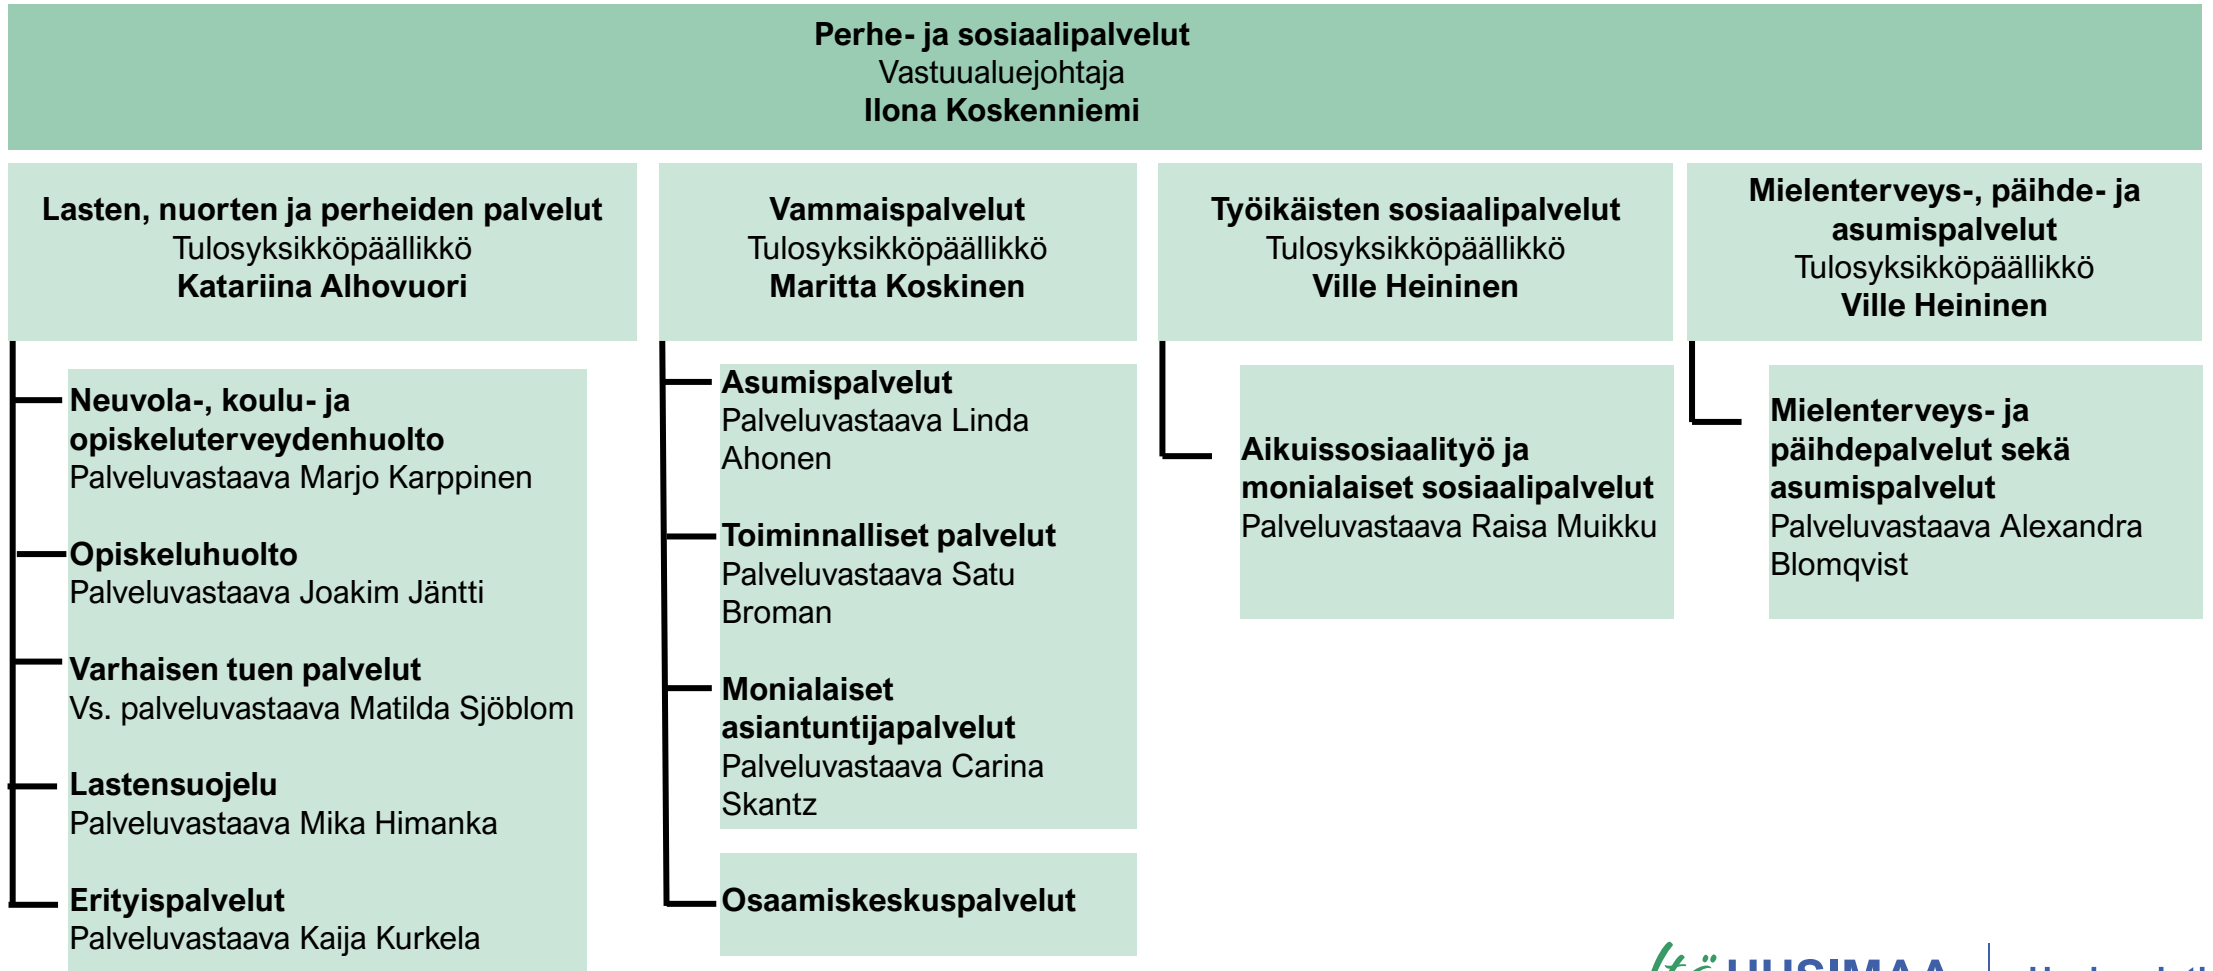 Perhe- ja sosiaalipalvelut
Vastuualuejohtaja
Ilona Koskenniemi
Lasten, nuorten ja perheiden palvelut
Tulosyksikköpäällikkö
Katariina Alhovuori
Neuvola-, koulu- ja
opiskeluterveydenhuolto
Palveluvastaava Marjo Karppinen
Opiskeluhuolto
Palveluvastaava Joakim Jäntti
Varhaisen tuen palvelut
Vs. palveluvastaava Matilda Sjöblom
Lastensuojelu
Palveluvastaava Mika Himanka
Erityispalvelut
Palveluvastaava Kaija Kurkela
Vammaispalvelut
Tulosyksikköpäällikkö
Maritta Koskinen
Asumispalvelut
Palveluvastaava Linda
Ahonen
Toiminnalliset palvelut
Palveluvastaava Satu
Broman
Monialaiset
asiantuntijapalvelut
Palveluvastaava Carina
Skantz
Osaamiskeskuspalvelut
Työikäisten sosiaalipalvelut
Tulosyksikköpäällikkö
Ville Heininen
Aikuissosiaalityö ja
monialaiset sosiaalipalvelut
Palveluvastaava Raisa Muikku
Mielenterveys-, päihde- ja
asumispalvelut
Tulosyksikköpäällikkö
Ville Heininen
Mielenterveys- ja
päihdepalvelut sekä
asumispalvelut
Palveluvastaava Alexandra
Blomqvist
UUSIMAA